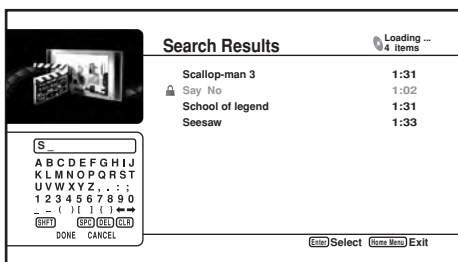 Search Results
Loading ...
4 items
Scallop-man 3 1:31
Say No 1:02
School of legend 1:31
Seesaw 1:33
S_
A B C D E F G H I J
K L M N O P Q R S T
U V W X Y Z , . : ;
1 2 3 4 5 6 7 8 9 0
_ – ( ) [ ] { } ← →
SHFT SPC DEL CLR
DONE CANCEL
Enter Select Home Menu Exit